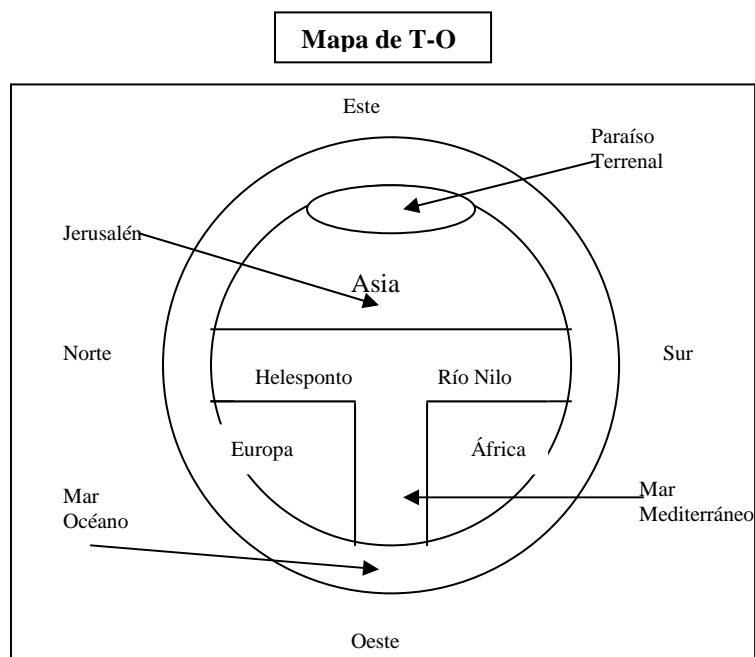 Mapa de T-O
Este
Paraíso
Terrenal
Jerusalén
Asia
Norte
Sur
Helesponto
Río Nilo
Europa
África
Mar
Océano
Mar
Mediterráneo
Oeste